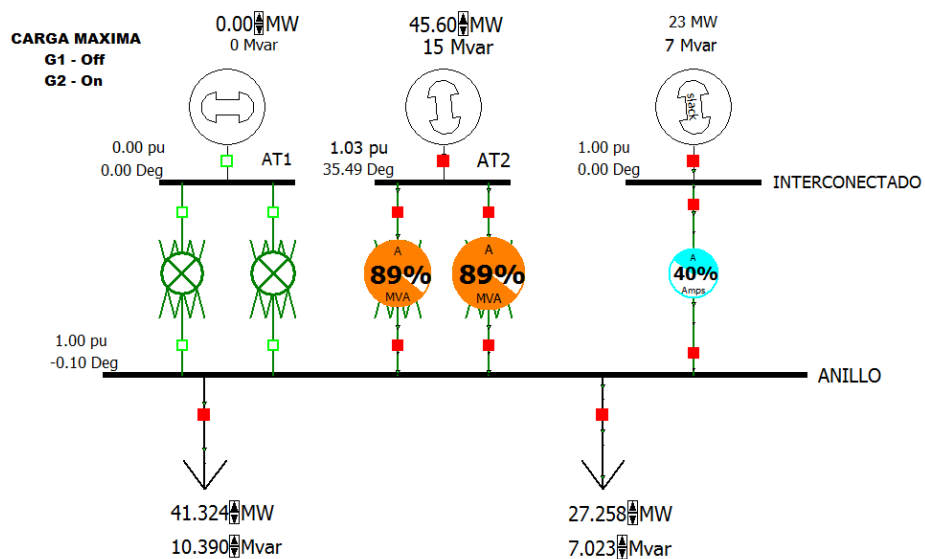 CARGA MAXIMA
G1 - Off
G2 - On
0.00 MW
0 Mvar
45.60 MW
15 Mvar
23 MW
7 Mvar
slack
0.00 pu
0.00 Deg
AT1
1.03 pu
35.49 Deg
AT2
1.00 pu
0.00 Deg
INTERCONECTADO
A
89%
MVA
A
89%
MVA
A
40%
Amps
1.00 pu
-0.10 Deg
ANILLO
41.324 MW
10.390 Mvar
27.258 MW
7.023 Mvar